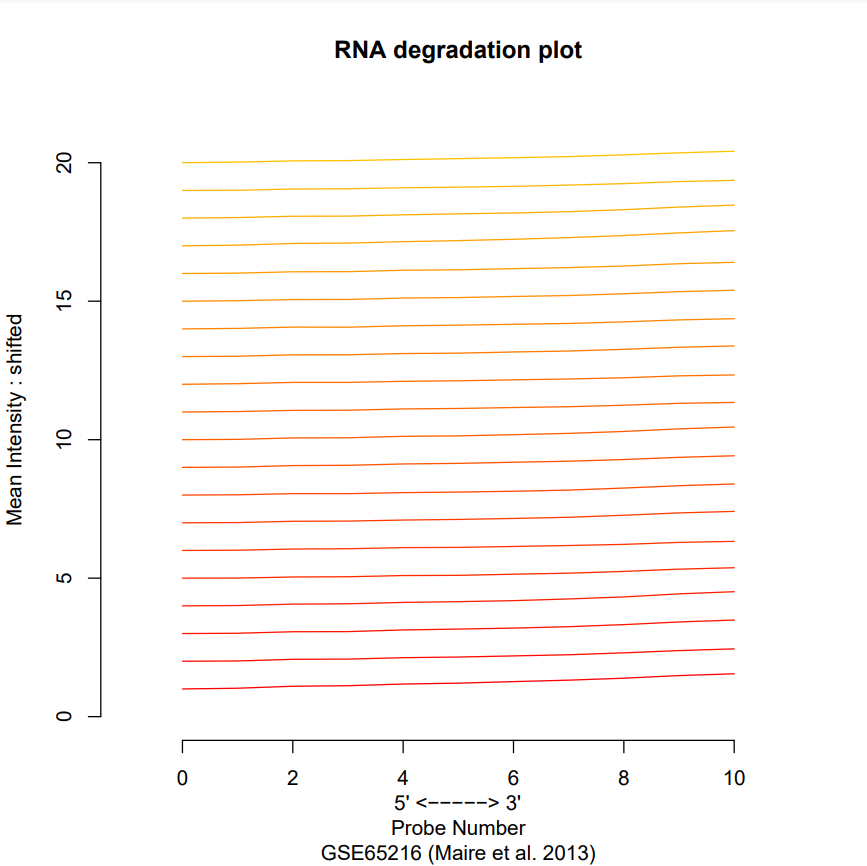 RNA degradation plot
Mean Intensity : shifted
20
15
10
5
0
0 2 4 6 8 10
5' <−−−−−> 3'
Probe Number
GSE65216 (Maire et al. 2013)